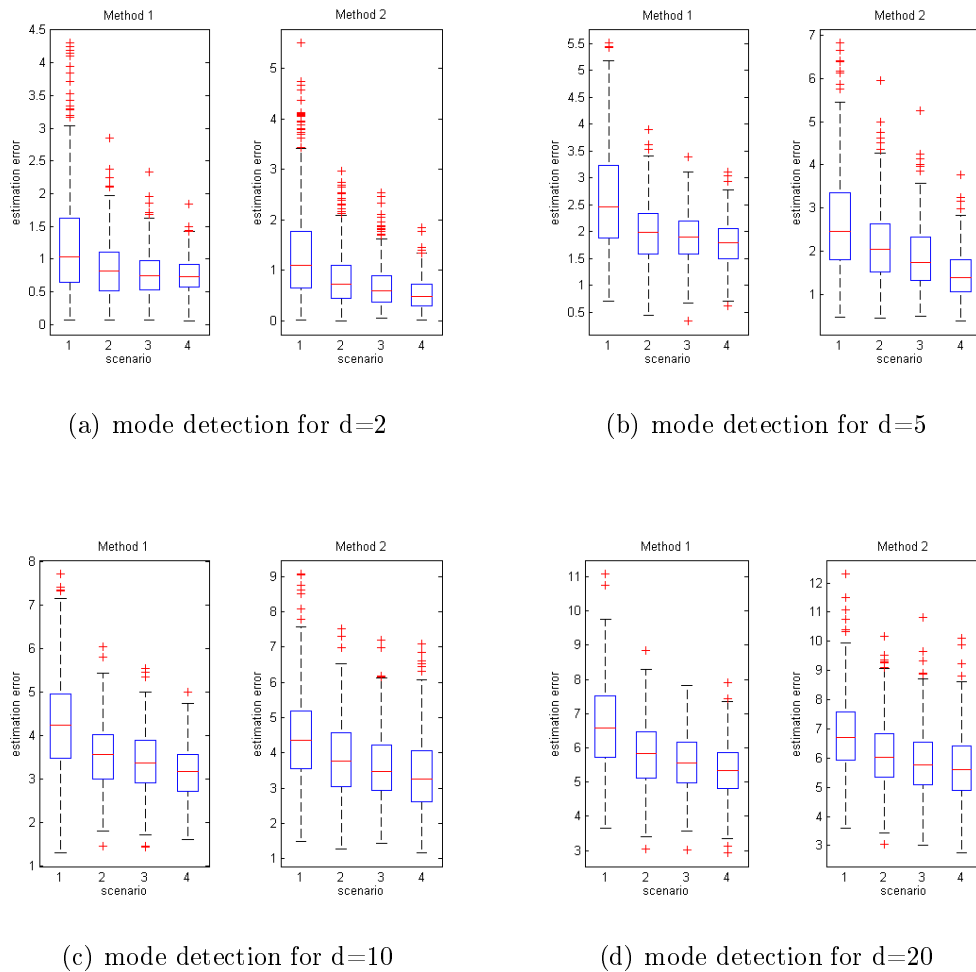 Method 1
4.5
4
3.5
3
2.5
2
1.5
1
0.5
0
estimation error
1 2 3 4
scenario
Method 2
5
4
3
2
1
0
estimation error
1 2 3 4
scenario
(a) mode detection for d=2
Method 1
5.5
5
4.5
4
3.5
3
2.5
2
1.5
1
0.5
estimation error
1 2 3 4
scenario
Method 2
7
6
5
4
3
2
1
estimation error
1 2 3 4
scenario
(b) mode detection for d=5
Method 1
8
7
6
5
4
3
2
1
estimation error
1 2 3 4
scenario
Method 2
9
8
7
6
5
4
3
2
1
estimation error
1 2 3 4
scenario
(c) mode detection for d=10
Method 1
11
10
9
8
7
6
5
4
3
estimation error
1 2 3 4
scenario
Method 2
12
11
10
9
8
7
6
5
4
3
estimation error
1 2 3 4
scenario
(d) mode detection for d=20